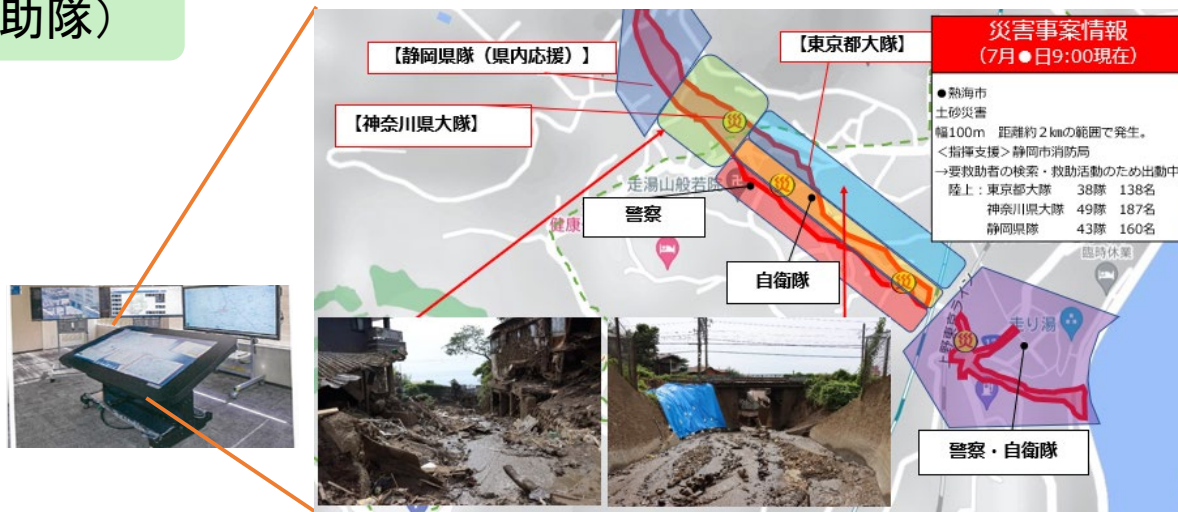 助隊）
【静岡県隊（県内応援）】
【東京都大隊】
【神奈川県大隊】
災害事案情報
（7月●日9:00現在）
●熱海市
土砂災害
幅100m　距離約２㎞の範囲で発生。
＜指揮支援＞静岡市消防局
→要救助者の検索・救助活動のため出動中
陸上：東京都大隊　38隊　138名
神奈川県大隊　49隊　187名
静岡県隊　43隊　160名
走湯山般若院
警察
健康
自衛隊
臨時休業
走り湯
警察・自衛隊